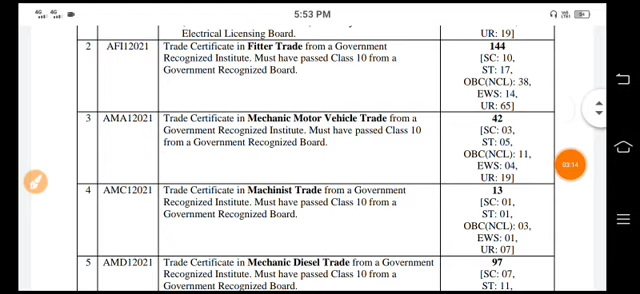 4G 4G 5:53 PM
Electrical Licensing Board. UR: 19]
2 AFI12021 Trade Certificate in Fitter Trade from a Government 144
Recognized Institute. Must have passed Class 10 from a [SC: 10,
Government Recognized Board. ST: 17,
OBC(NCL): 38,
EWS: 14,
UR: 65]
3 AMA12021 Trade Certificate in Mechanic Motor Vehicle Trade from a 42
Government Recognized Institute. Must have passed Class 10 [SC: 03,
from a Government Recognized Board. ST: 05,
OBC(NCL): 11,
EWS: 04,
UR: 19]
03:14
4 AMC12021 Trade Certificate in Machinist Trade from a Government 13
Recognized Institute. Must have passed Class 10 from a [SC: 01,
Government Recognized Board. ST: 01,
OBC(NCL): 03,
EWS: 01,
UR: 07]
5 AMD12021 Trade Certificate in Mechanic Diesel Trade from a Government 97
Recognized Institute. Must have passed Class 10 from a [SC: 07,
Government Recognized Board. ST: 11,